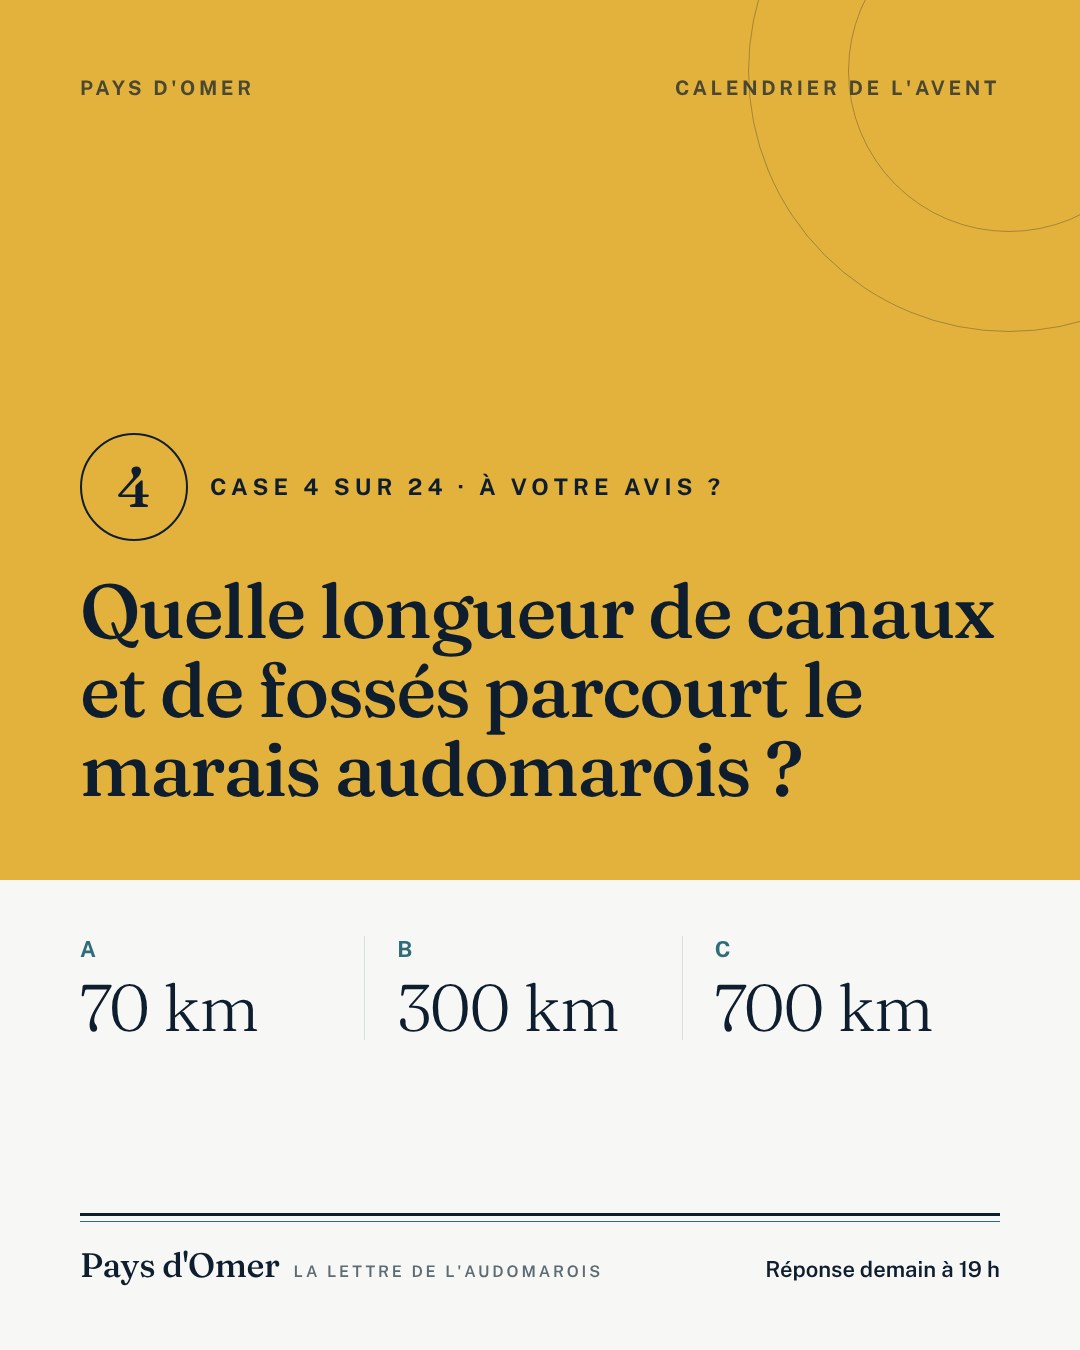 PAYS D'OMER
CALENDRIER DE L'AVENT
4
CASE 4 SUR 24 · À VOTRE AVIS ?
Quelle longueur de canaux
et de fossés parcourt le
marais audomarois ?
A
70 km
B
300 km
C
700 km
Pays d'Omer LA LETTRE DE L'AUDOMAROIS
Réponse demain à 19 h